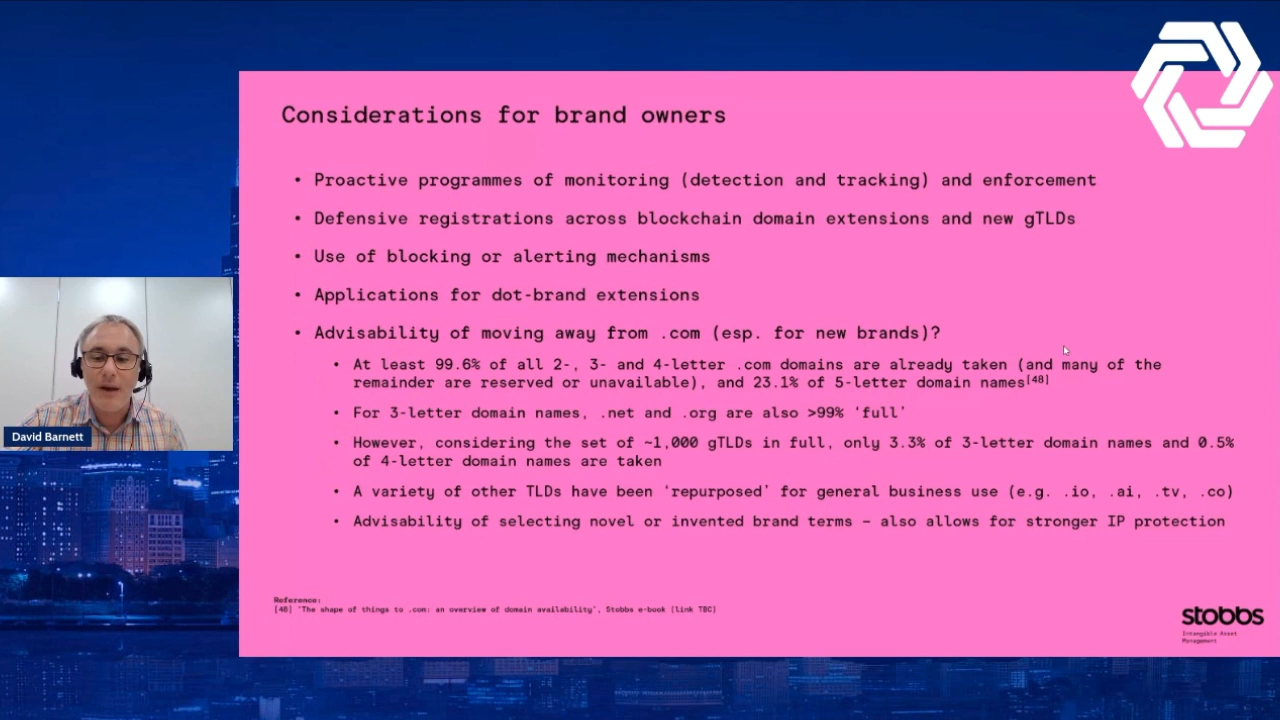 Considerations for brand owners
• Proactive programmes of monitoring (detection and tracking) and enforcement
• Defensive registrations across blockchain domain extensions and new gTLDs
• Use of blocking or alerting mechanisms
• Applications for dot-brand extensions
• Advisability of moving away from .com (esp. for new brands)?
• At least 99.6% of all 2-, 3- and 4-letter .com domains are already taken (and many of the
remainder are reserved or unavailable), and 23.1% of 5-letter domain names[48]
• For 3-letter domain names, .net and .org are also >99% ‘full’
• However, considering the set of ~1,000 gTLDs in full, only 3.3% of 3-letter domain names and 0.5%
of 4-letter domain names are taken
• A variety of other TLDs have been ‘repurposed’ for general business use (e.g. .io, .ai, .tv, .co)
• Advisability of selecting novel or invented brand terms – also allows for stronger IP protection
David Barnett
Reference:
[48] ‘The shape of things to .com: an overview of domain availability’, Stobbs e-book (link TBC)
stobbs
Intangible Asset
Management